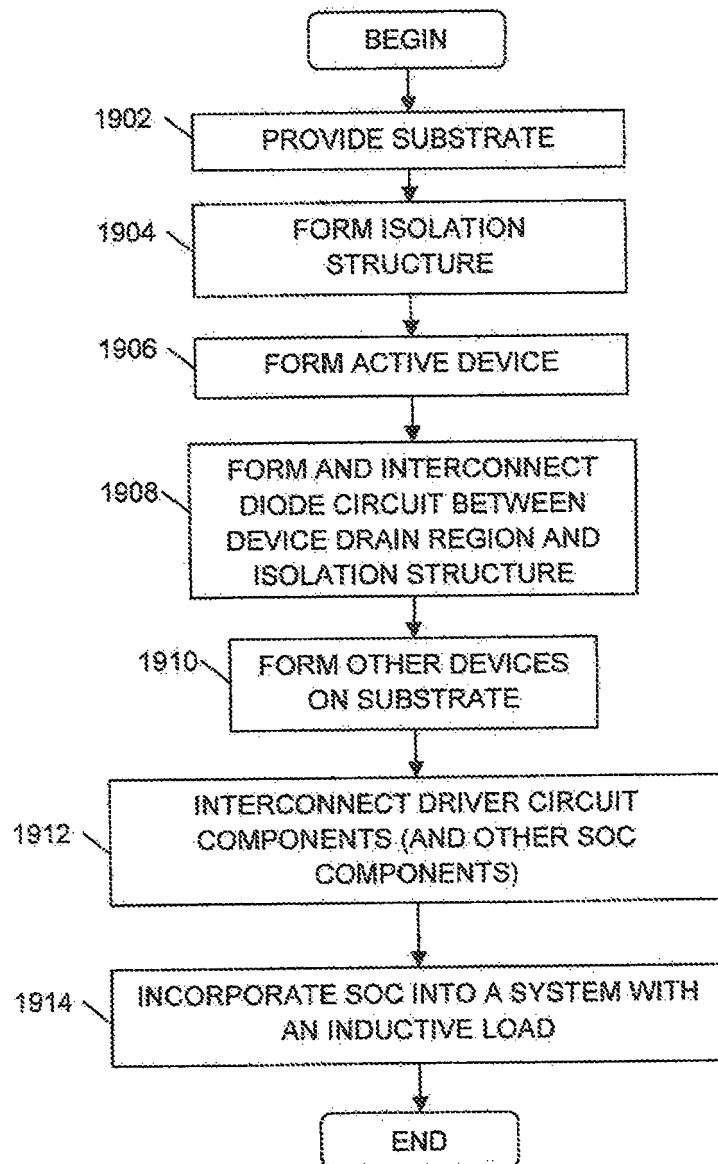 BEGIN
1902
PROVIDE SUBSTRATE
1904
FORM ISOLATION
STRUCTURE
1906
FORM ACTIVE DEVICE
1908
FORM AND INTERCONNECT
DIODE CIRCUIT BETWEEN
DEVICE DRAIN REGION AND
ISOLATION STRUCTURE
1910
FORM OTHER DEVICES
ON SUBSTRATE
1912
INTERCONNECT DRIVER CIRCUIT
COMPONENTS (AND OTHER SOC
COMPONENTS)
1914
INCORPORATE SOC INTO A SYSTEM WITH
AN INDUCTIVE LOAD
END